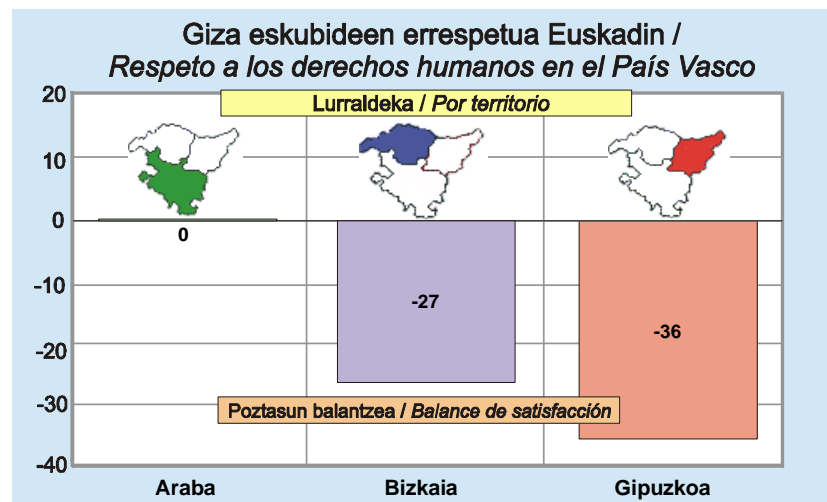 Giza eskubideen errespetua Euskadin /
Respeto a los derechos humanos en el País Vasco
Lurraldeka / Por territorio
20
10
0
-10
-20
-30
-40
0
-27
-36
Poztasun balantzea / Balance de satisfacción
Araba
Bizkaia
Gipuzkoa